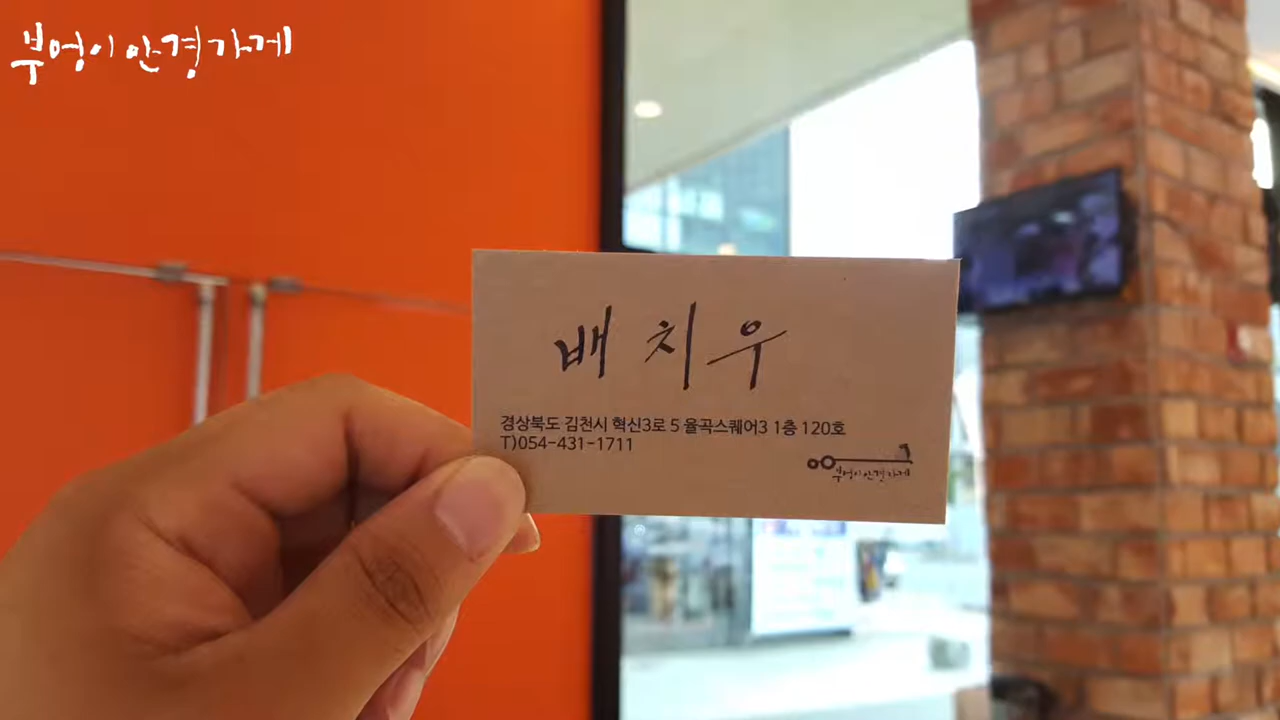 부엉이안경가게
배치우
경상북도 김천시 혁신3로 5 율곡스퀘어3 1층 120호
T)054-431-1711
부엉이안경가게